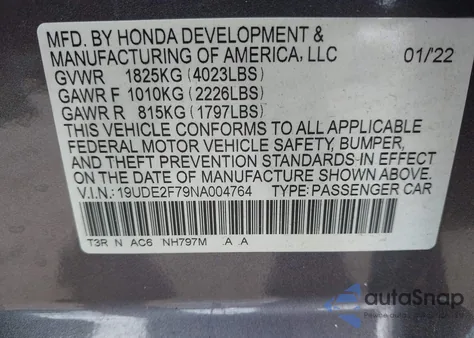 MFD. BY HONDA DEVELOPMENT &
MANUFACTURING OF AMERICA, LLC 01/22
GVWR 1825KG (4023LBS)
GAWR F 1010KG (2226LBS)
GAWR R 815KG (1797LBS)
THIS VEHICLE CONFORMS TO ALL APPLICABLE
FEDERAL MOTOR VEHICLE SAFETY, BUMPER,
AND THEFT PREVENTION STANDARDS IN EFFECT
ON THE DATE OF MANUFACTURE SHOWN ABOVE.
V.I.N.: 19UDE2F79NA004764 TYPE: PASSENGER CAR
T3R N AC6 NH797M .A .A
autoSnap